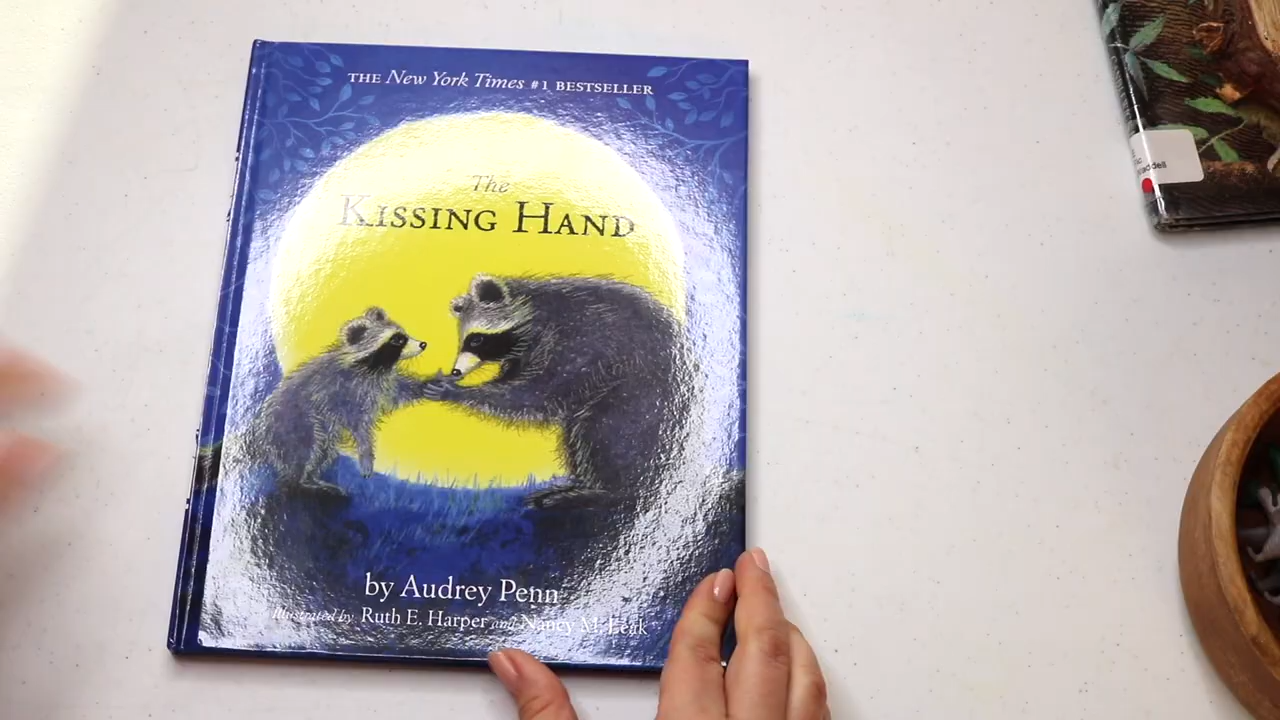 THE New York Times #1 BESTSELLER
The
KISSING HAND
by Audrey Penn
Illustrated by Ruth E. Harper and Nancy M. Leak